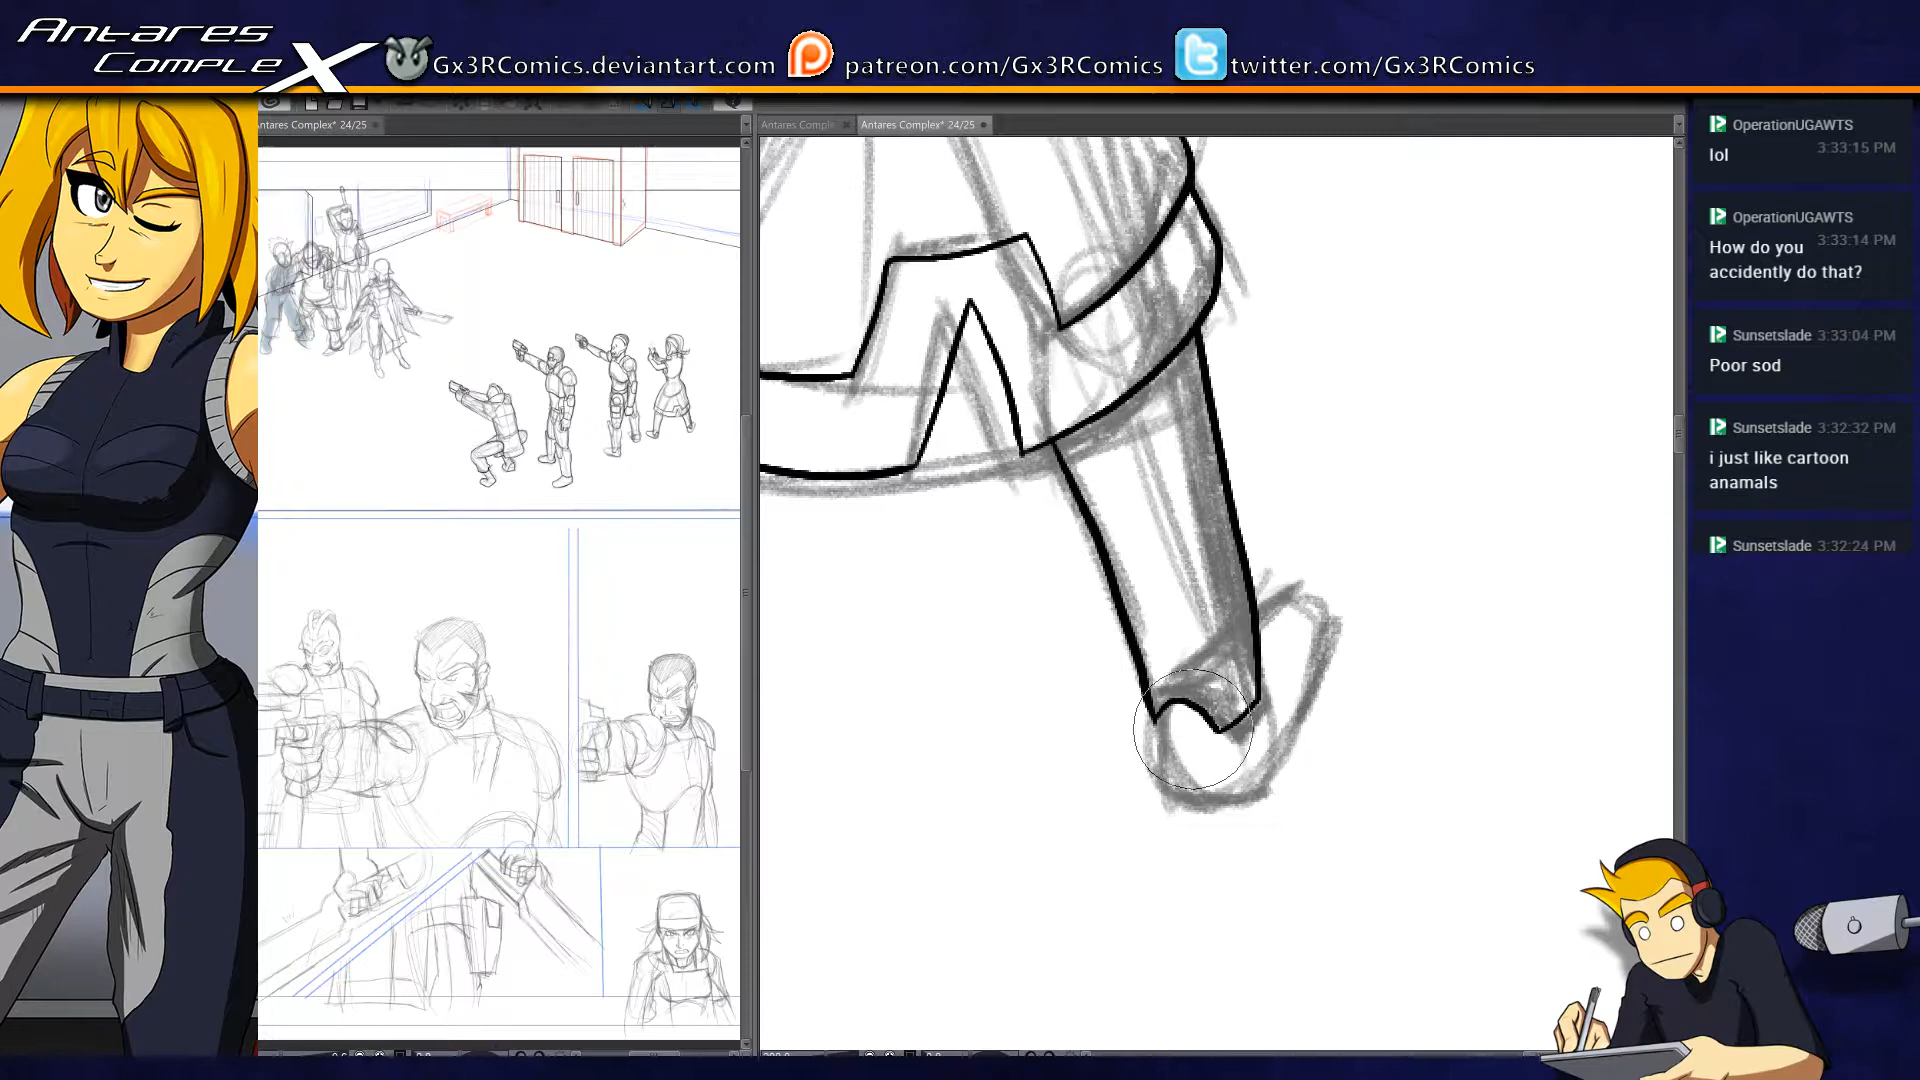 Antares
Complex
Gx3RComics.deviantart.com
patreon.com/Gx3RComics
twitter.com/Gx3RComics
ntares Complex* 24/25
Antares Compl
Antares Complex* 24/25
OperationUGAWTS
3:33:15 PM
lol
OperationUGAWTS
3:33:14 PM
How do you
accidently do that?
Sunsetslade 3:33:04 PM
Poor sod
Sunsetslade 3:32:32 PM
i just like cartoon
anamals
Sunsetslade 3:32:24 PM